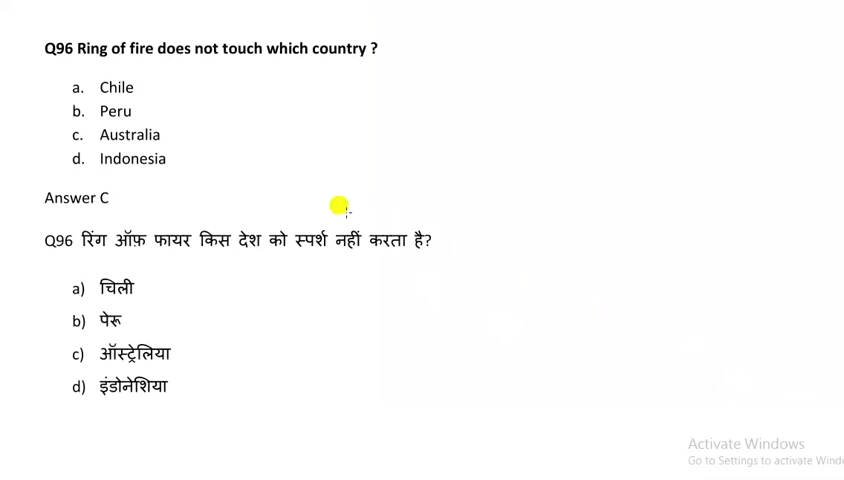 Q96 Ring of fire does not touch which country ?
a. Chile
b. Peru
c. Australia
d. Indonesia
Answer C
Q96 रिंग ऑफ़ फायर किस देश को स्पर्श नहीं करता है?
a) चिली
b) पेरू
c) ऑस्ट्रेलिया
d) इंडोनेशिया
Activate Windows
Go to Settings to activate Wind